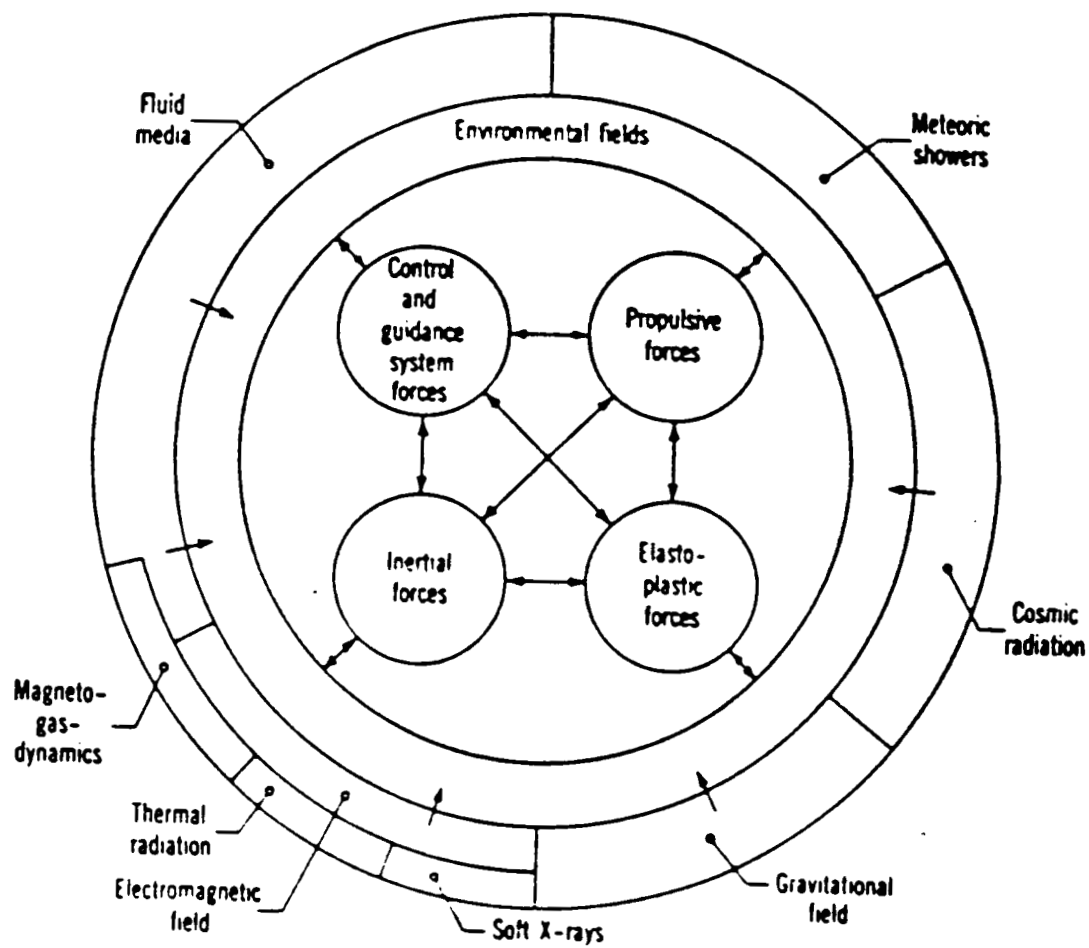 Fluid
media
Environmental fields
Meteoric
showers
Control
and
guidance
system
forces
Propulsive
forces
Inertial
forces
Elasto-
plastic
forces
Cosmic
radiation
Magneto-
gas-
dynamics
Thermal
radiation
Electromagnetic
field
Soft X-rays
Gravitational
field